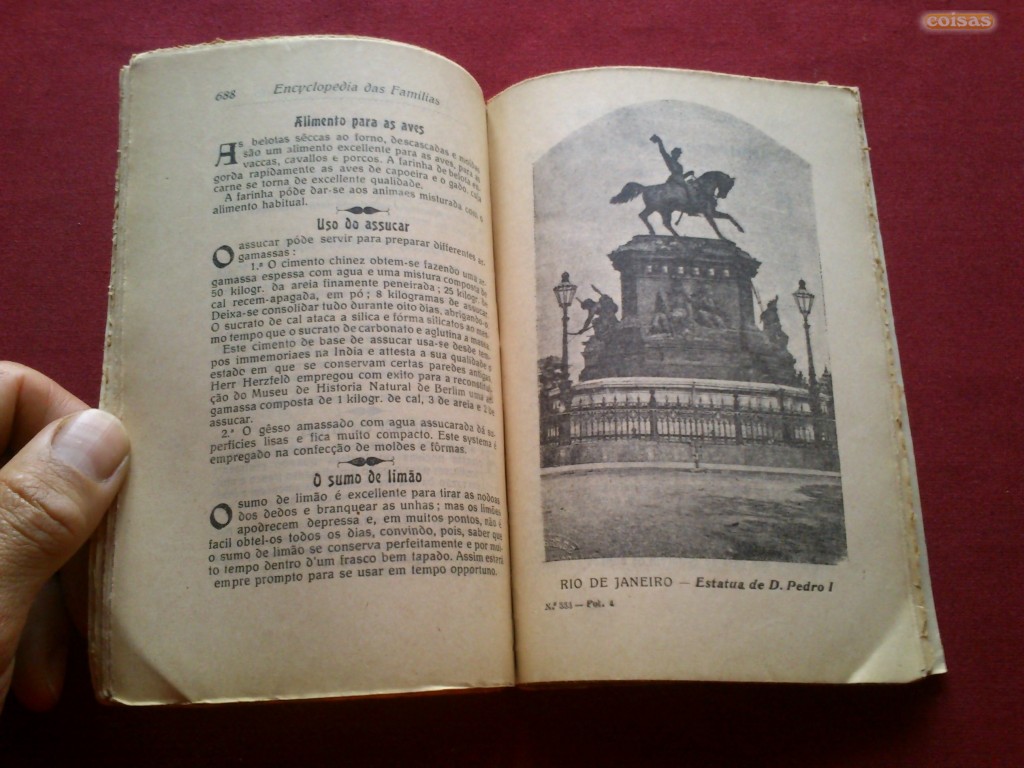 coisas
688 Encyclopedia das Familias
Alimento para as aves
As belotas sêccas ao forno, descascadas e moídas
são um alimento excellente para as aves, para as
vaccas, cavallos e porcos. A farinha de belota en-
gorda rapidamente as aves de capoeira e o gado, cuja
carne se torna de excellente qualidade.
A farinha póde dar-se aos animaes misturada com o
alimento habitual.
Uso do assucar
O assucar póde servir para preparar differentes ar-
gamassas:
1.ª O cimento chinez obtem-se fazendo uma ar-
gamassa espessa com agua e uma mistura composta de
50 kilogr. da areia finamente peneirada; 25 kilogr. de
cal recem-apagada, em pó; 8 kilogramas de assucar
Deixa-se consolidar tudo durante oito dias, abrigando-o
O sucrato de cal ataca a silica e fórma silicatos ao mes-
mo tempo que o sucrato de carbonato e aglutina a massa.
Este cimento de base de assucar usa-se desde tem-
pos immemoriaes na India e attesta a sua qualidade o
estado em que se conservam certas paredes antigas.
Herr Herzfeld empregou com exito para a reconstitui-
ção do Museu de Historia Natural de Berlim uma ar-
gamassa composta de 1 kilogr. de cal, 3 de areia e 2 de
assucar.
2.ª O gêsso amassado com agua assucarada dá su-
perficies lisas e fica muito compacto. Este systema é
empregado na confecção de moldes e fôrmas.
O sumo de limão
O sumo de limão é excellente para tirar as nodoas
dos dedos e branquear as unhas; mas os limões
apodrecem depressa e, em muitos pontos, não é
facil obtel-os todos os dias, convindo, pois, saber que
o sumo de limão se conserva perfeitamente e por mui-
to tempo dentro d'um frasco bem tapado. Assim estará
empre prompto para se usar em tempo opportuno.
RIO DE JANEIRO — Estatua de D. Pedro I
N.º 333 — Fot. 4